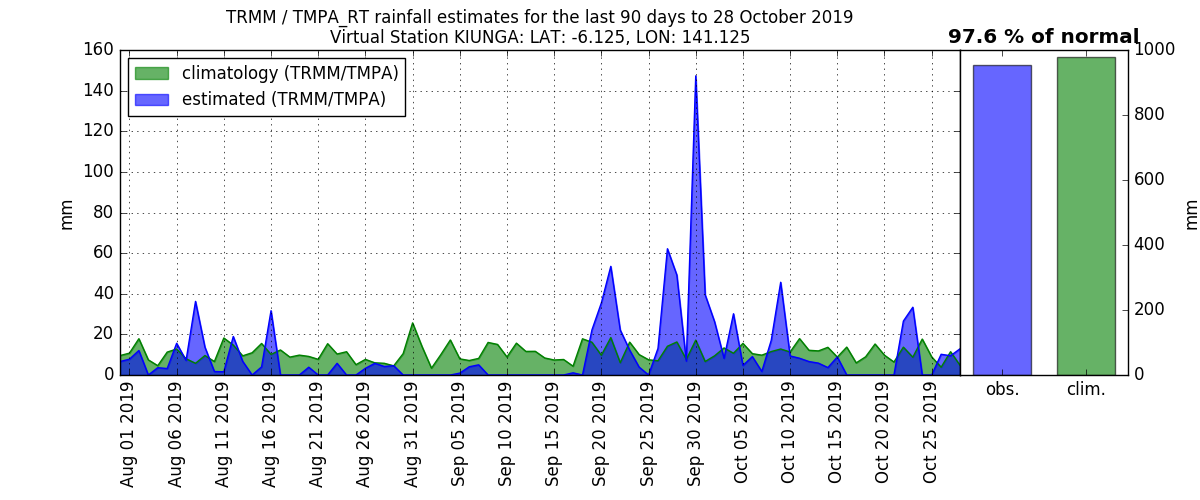 TRMM / TMPA_RT rainfall estimates for the last 90 days to 28 October 2019
Virtual Station KIUNGA: LAT: -6.125, LON: 141.125
97.6 % of normal
climatology (TRMM/TMPA)
estimated (TRMM/TMPA)
160
140
120
100
80
60
40
20
0
mm
1000
800
600
400
200
0
mm
Aug 01 2019
Aug 06 2019
Aug 11 2019
Aug 16 2019
Aug 21 2019
Aug 26 2019
Aug 31 2019
Sep 05 2019
Sep 10 2019
Sep 15 2019
Sep 20 2019
Sep 25 2019
Sep 30 2019
Oct 05 2019
Oct 10 2019
Oct 15 2019
Oct 20 2019
Oct 25 2019
obs.
clim.